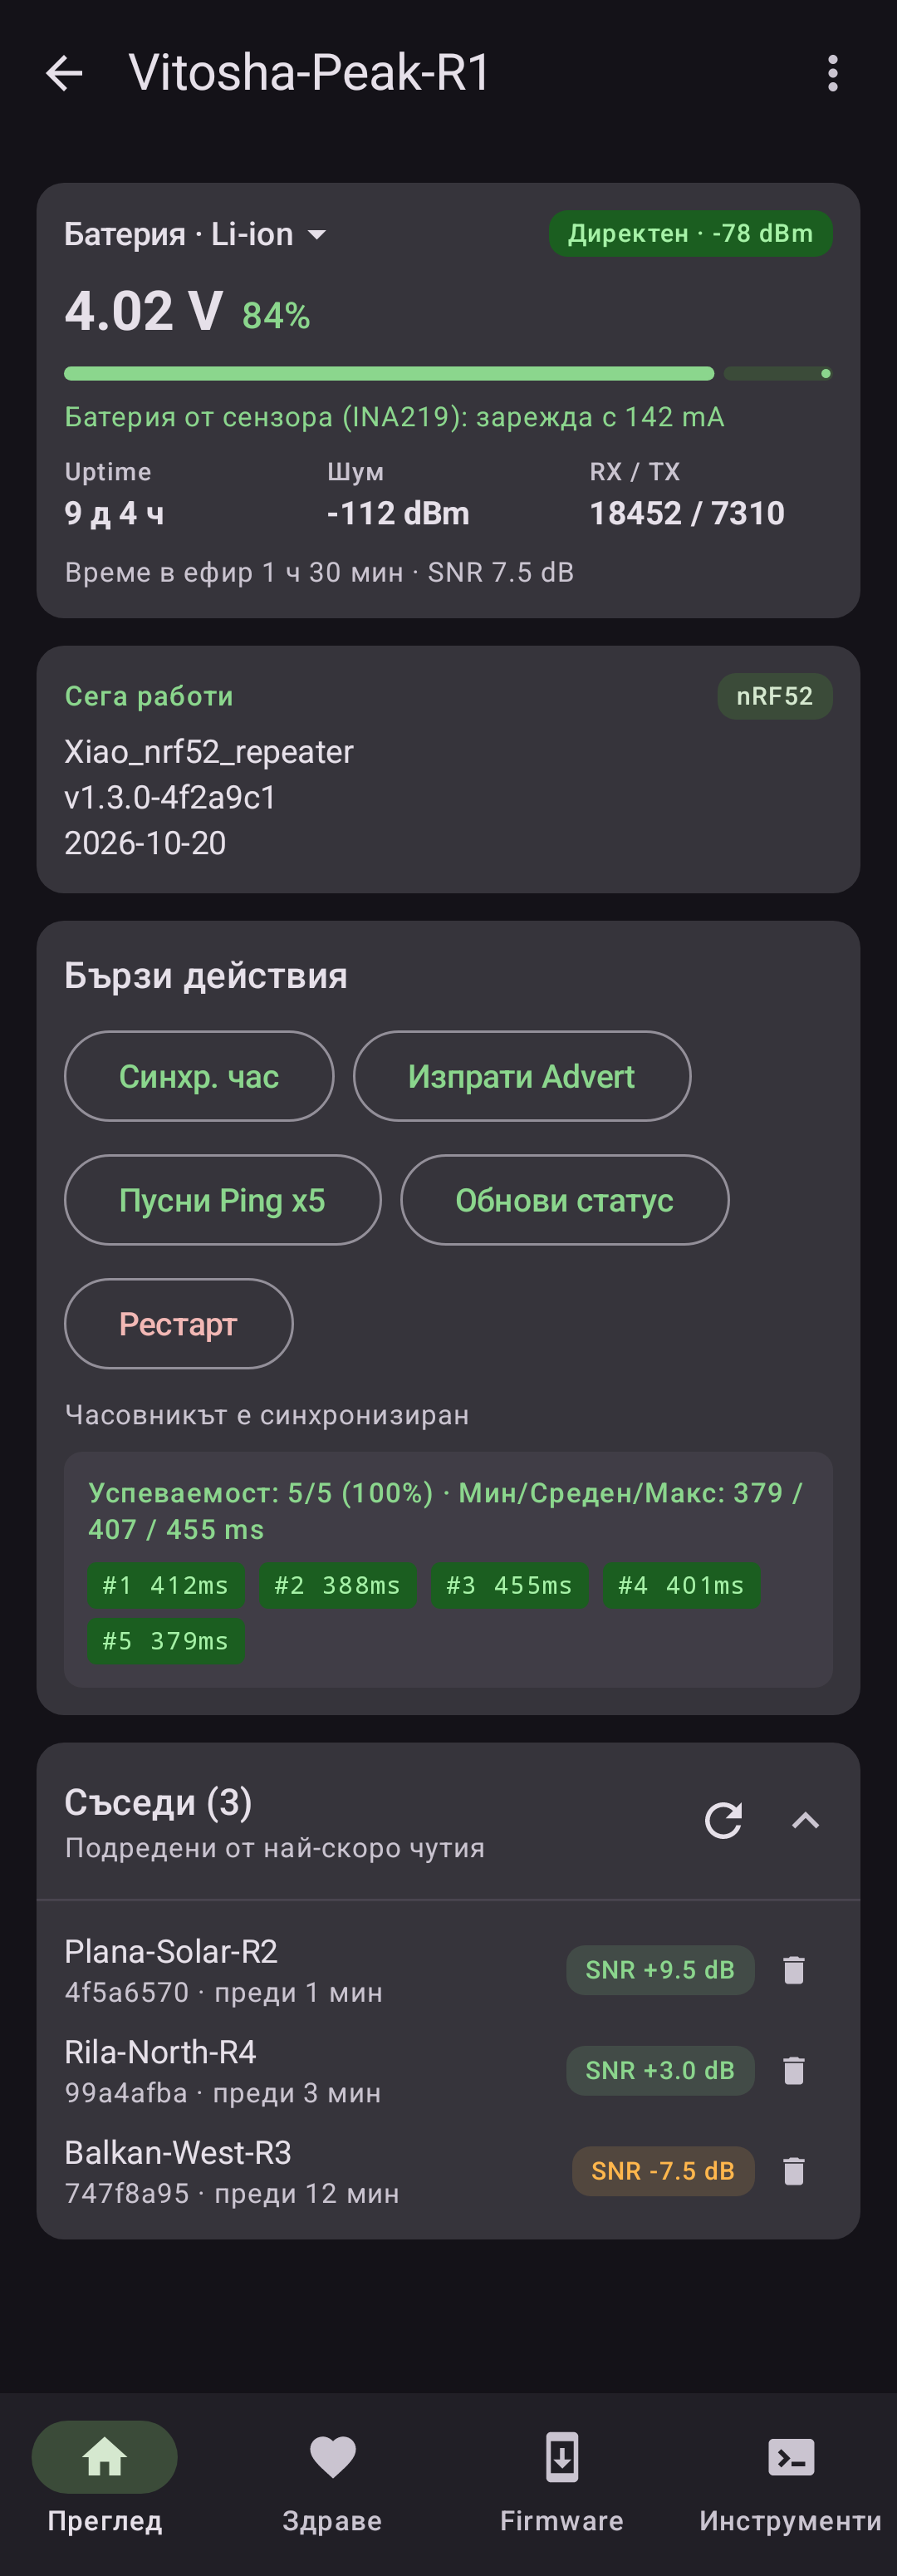 Vitosha-Peak-R1
Батерия · Li-ion
Директен · -78 dBm
4.02 V 84%
Батерия от сензора (INA219): зарежда с 142 mA
Uptime
Шум
RX / TX
9 д 4 ч
-112 dBm
18452 / 7310
Време в ефир 1 ч 30 мин · SNR 7.5 dB
Сега работи
nRF52
Xiao_nrf52_repeater
v1.3.0-4f2a9c1
2026-10-20
Бързи действия
Синхр. час
Изпрати Advert
Пусни Ping x5
Обнови статус
Рестарт
Часовникът е синхронизиран
Успеваемост: 5/5 (100%) · Мин/Среден/Макс: 379 /
407 / 455 ms
#1 412ms
#2 388ms
#3 455ms
#4 401ms
#5 379ms
Съседи (3)
Подредени от най-скоро чутия
Plana-Solar-R2
4f5a6570 · преди 1 мин
SNR +9.5 dB
Rila-North-R4
99a4afba · преди 3 мин
SNR +3.0 dB
Balkan-West-R3
747f8a95 · преди 12 мин
SNR -7.5 dB
Преглед
Здраве
Firmware
Инструменти